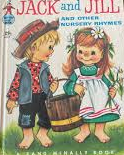 JACK and JILL
AND OTHER
NURSERY RHYMES
A RAND McNALLY BOOK